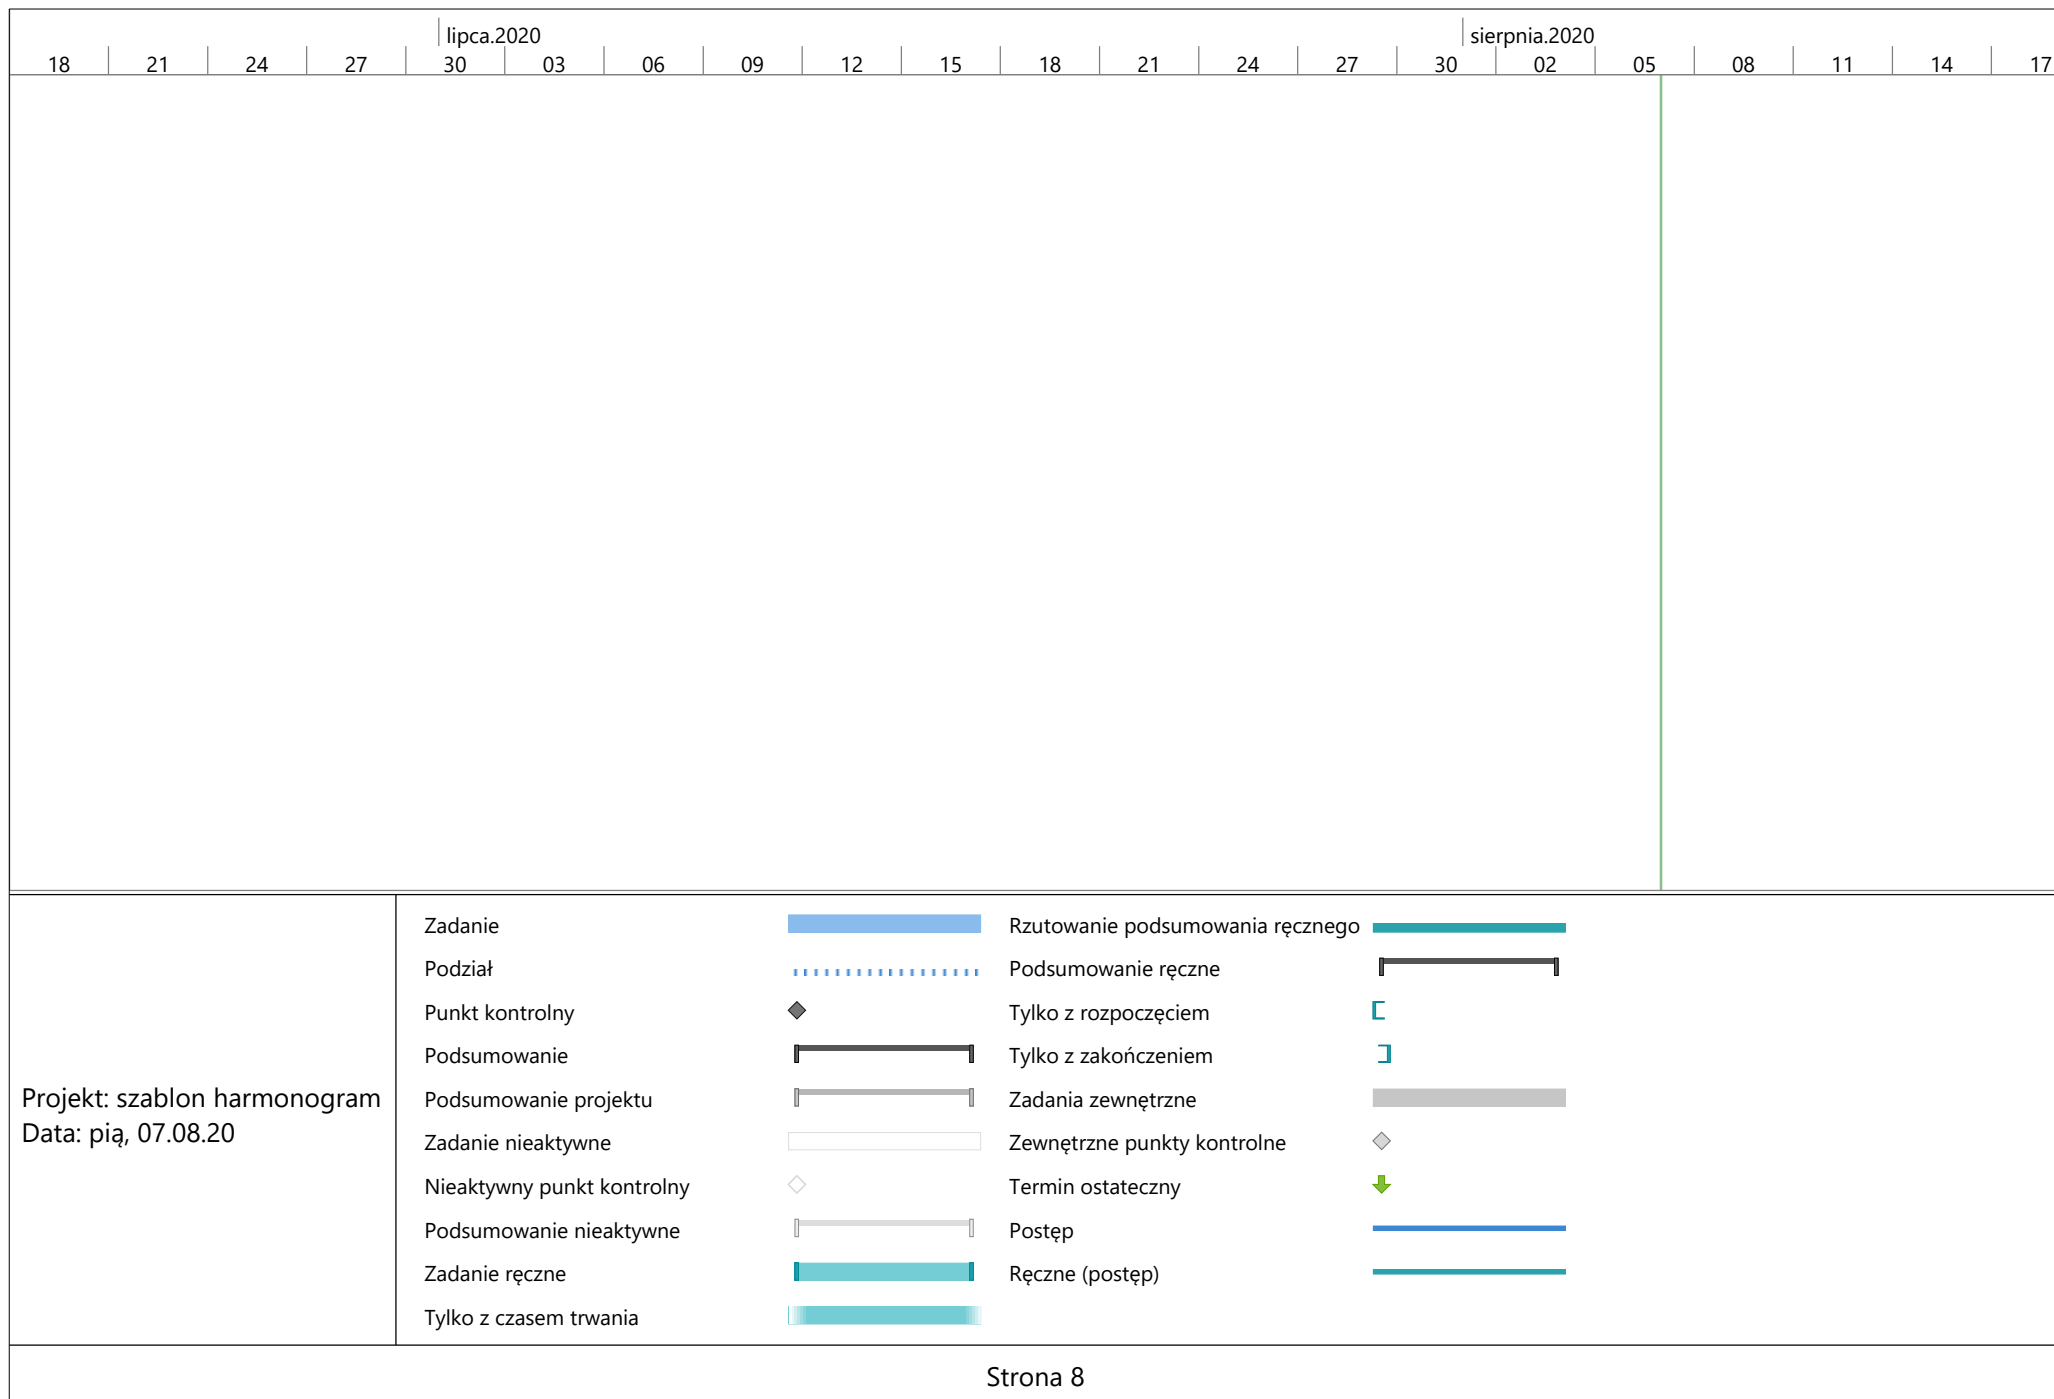 lipca.2020 sierpnia.2020
18 21 24 27 30 03 06 09 12 15 18 21 24 27 30 02 05 08 11 14 17
Projekt: szablon harmonogram
Data: pią, 07.08.20
Zadanie
Podział
Punkt kontrolny
Podsumowanie
Podsumowanie projektu
Zadanie nieaktywne
Nieaktywny punkt kontrolny
Podsumowanie nieaktywne
Zadanie ręczne
Tylko z czasem trwania
Rzutowanie podsumowania ręcznego
Podsumowanie ręczne
Tylko z rozpoczęciem
Tylko z zakończeniem
Zadania zewnętrzne
Zewnętrzne punkty kontrolne
Termin ostateczny
Postęp
Ręczne (postęp)
Strona 8